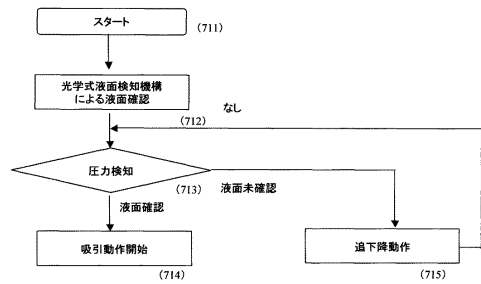 スタート
(711)
光学式液面検知機構
による液面確認
(712)
なし
圧力検知
(713)
液面未確認
液面確認
吸引動作開始
(714)
追下降動作
(715)